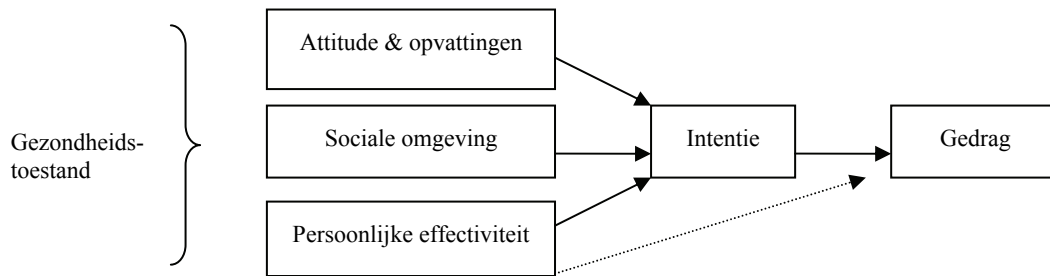 Attitude & opvattingen
Gezondheids-
toestand
Sociale omgeving
Intentie
Gedrag
Persoonlijke effectiviteit